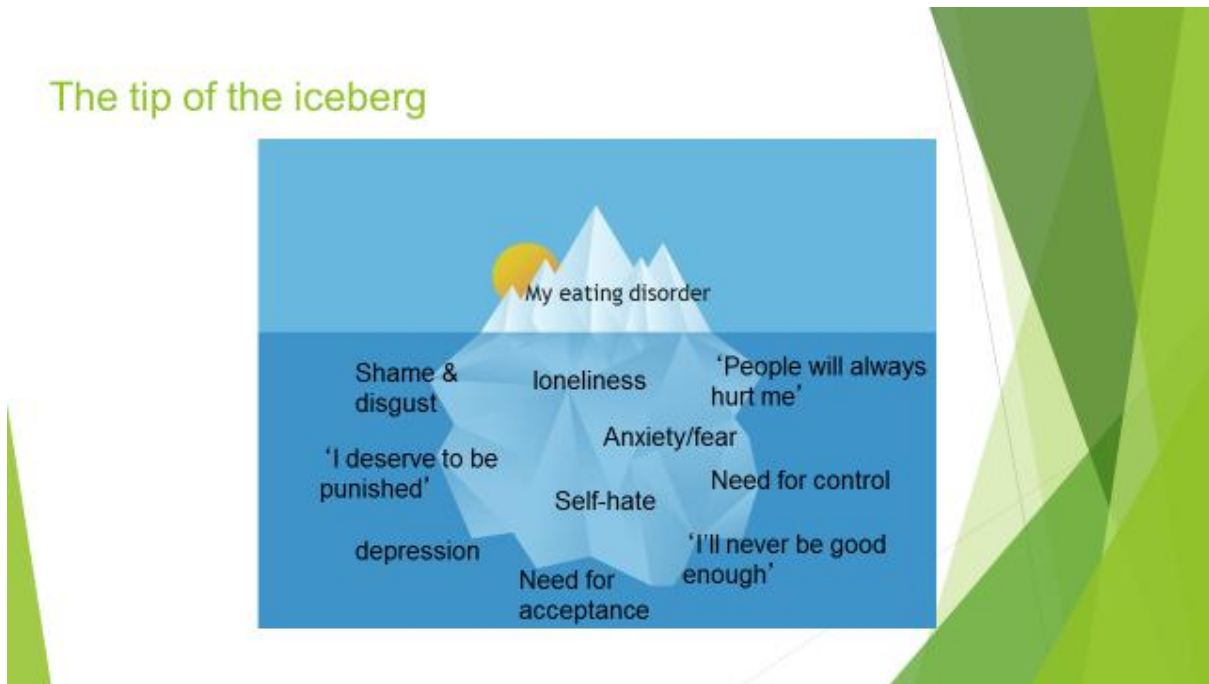 The tip of the iceberg
My eating disorder
Shame &
disgust
loneliness
‘People will always
hurt me’
Anxiety/fear
‘I deserve to be
punished’
Need for control
Self-hate
depression
‘I’ll never be good
enough’
Need for
acceptance